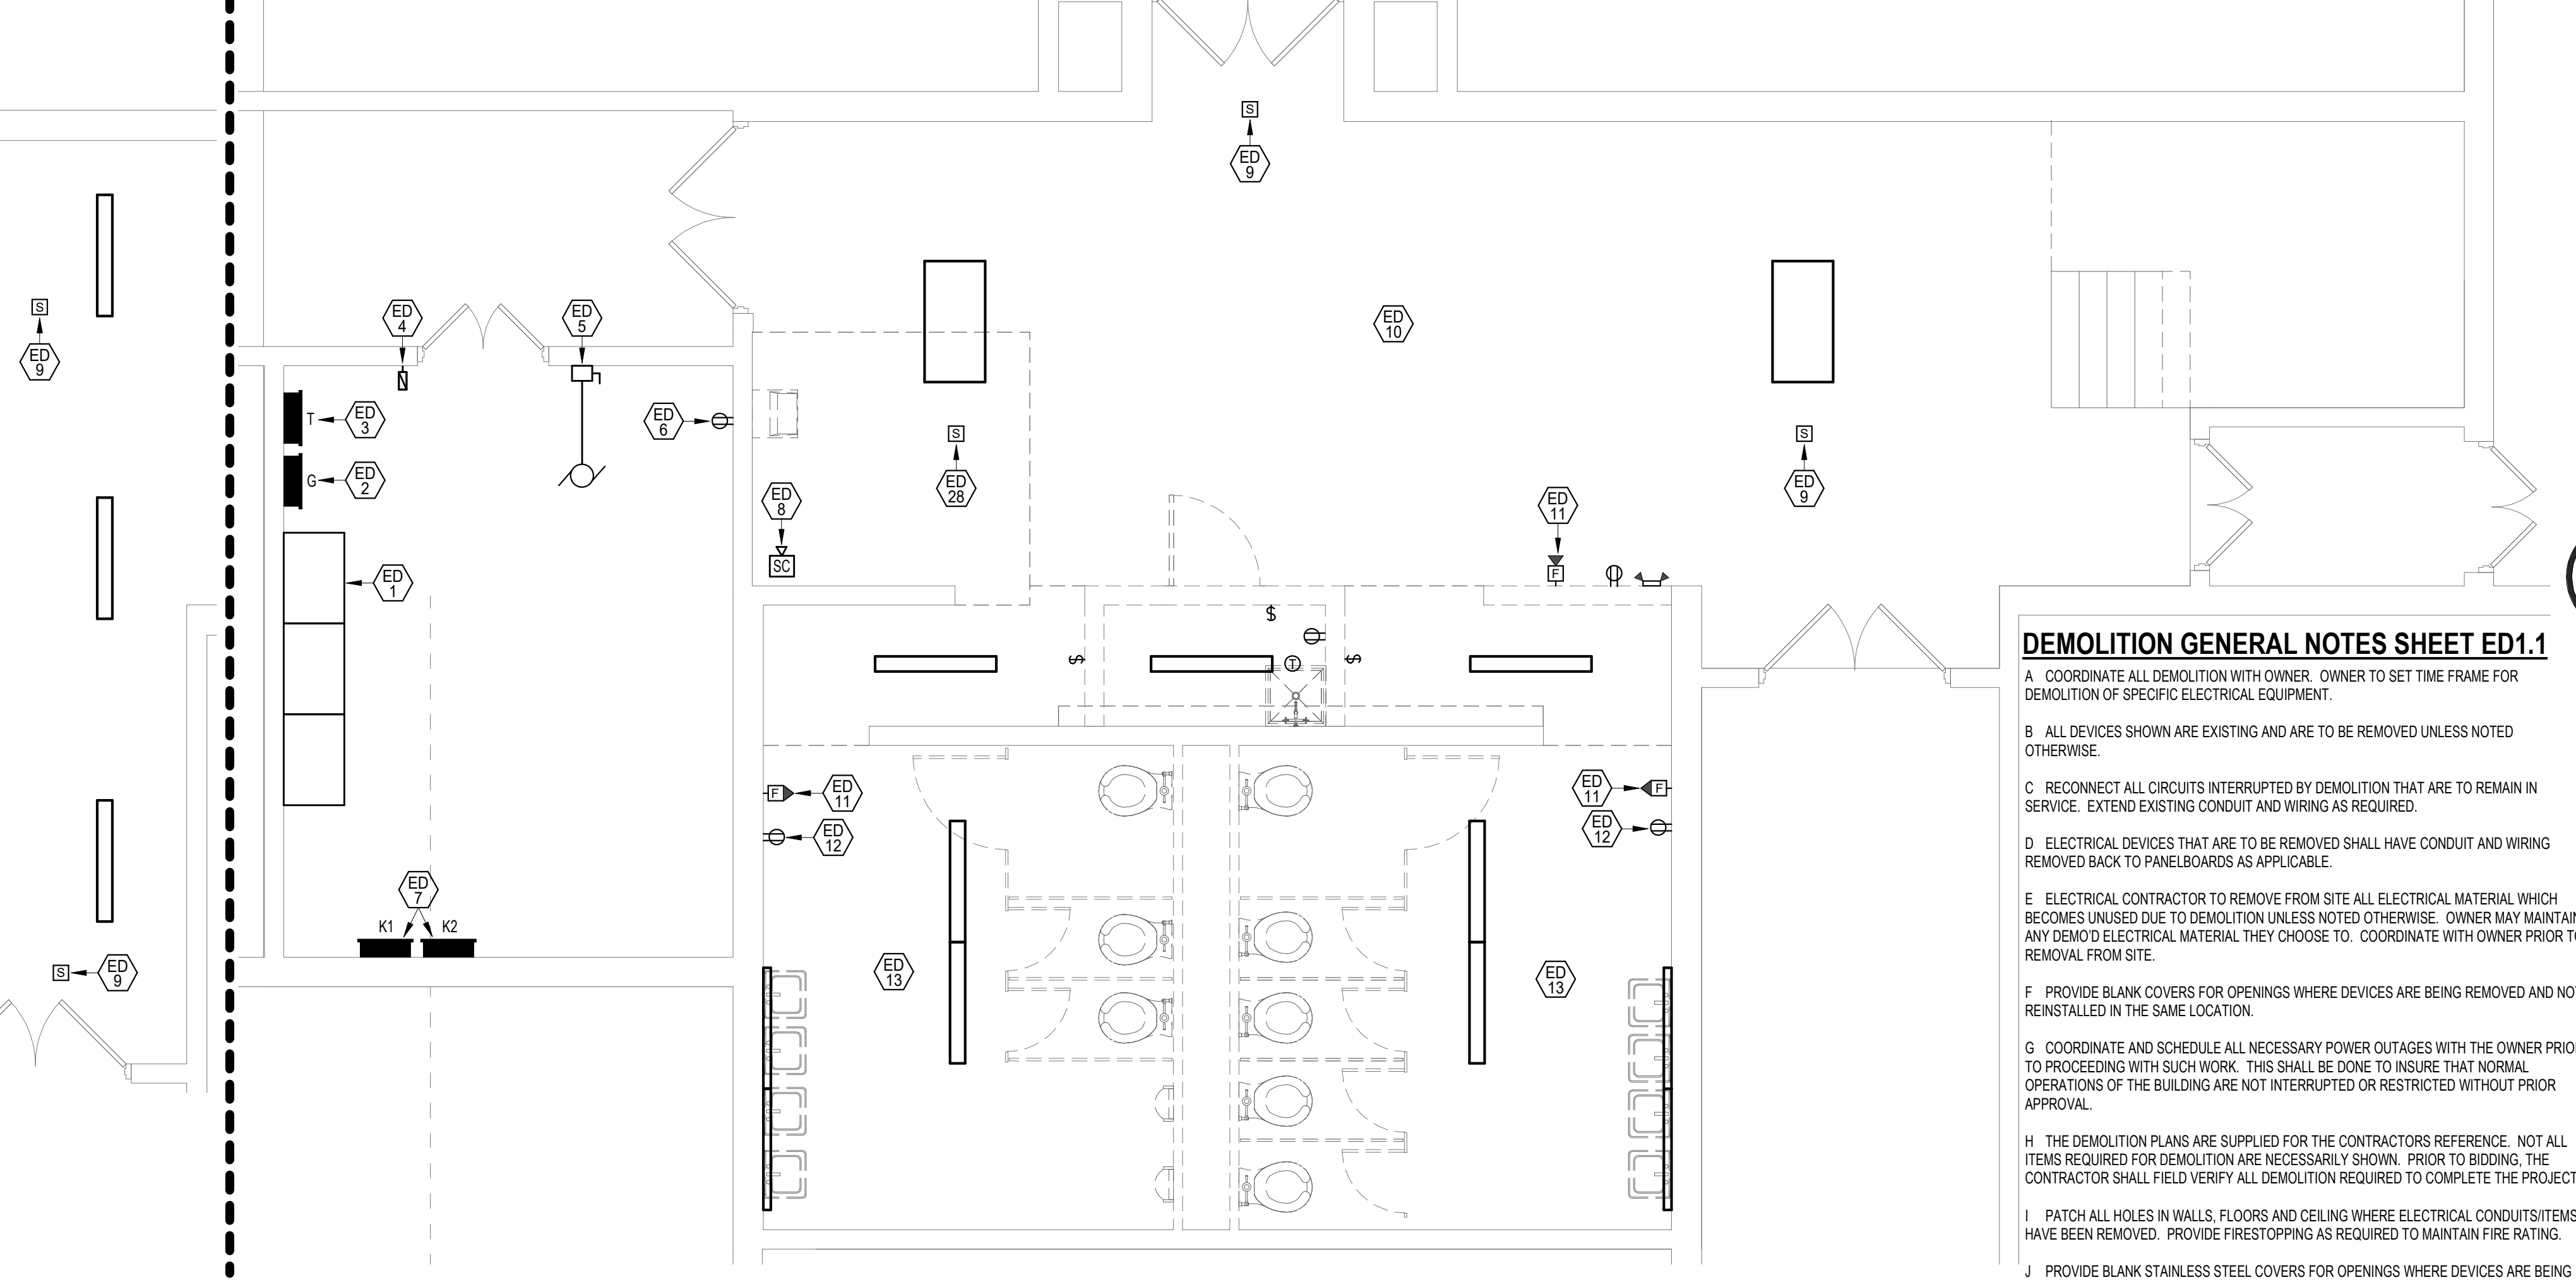 S
ED
9
S
ED
9
S
ED
9
ED
4
ED
5
T
ED
3
G
ED
2
ED
1
ED
6
ED
7
K1
K2
ED
8
SC
S
ED
28
ED
10
S
ED
9
ED
11
F
$
$
T
$
F
ED
11
ED
12
ED
13
ED
11
F
ED
12
ED
13
DEMOLITION GENERAL NOTES SHEET ED1.1
A COORDINATE ALL DEMOLITION WITH OWNER. OWNER TO SET TIME FRAME FOR
DEMOLITION OF SPECIFIC ELECTRICAL EQUIPMENT.
B ALL DEVICES SHOWN ARE EXISTING AND ARE TO BE REMOVED UNLESS NOTED
OTHERWISE.
C RECONNECT ALL CIRCUITS INTERRUPTED BY DEMOLITION THAT ARE TO REMAIN IN
SERVICE. EXTEND EXISTING CONDUIT AND WIRING AS REQUIRED.
D ELECTRICAL DEVICES THAT ARE TO BE REMOVED SHALL HAVE CONDUIT AND WIRING
REMOVED BACK TO PANELBOARDS AS APPLICABLE.
E ELECTRICAL CONTRACTOR TO REMOVE FROM SITE ALL ELECTRICAL MATERIAL WHICH
BECOMES UNUSED DUE TO DEMOLITION UNLESS NOTED OTHERWISE. OWNER MAY MAINTAIN
ANY DEMO'D ELECTRICAL MATERIAL THEY CHOOSE TO. COORDINATE WITH OWNER PRIOR TO
REMOVAL FROM SITE.
F PROVIDE BLANK COVERS FOR OPENINGS WHERE DEVICES ARE BEING REMOVED AND NOT
REINSTALLED IN THE SAME LOCATION.
G COORDINATE AND SCHEDULE ALL NECESSARY POWER OUTAGES WITH THE OWNER PRIOR
TO PROCEEDING WITH SUCH WORK. THIS SHALL BE DONE TO INSURE THAT NORMAL
OPERATIONS OF THE BUILDING ARE NOT INTERRUPTED OR RESTRICTED WITHOUT PRIOR
APPROVAL.
H THE DEMOLITION PLANS ARE SUPPLIED FOR THE CONTRACTORS REFERENCE. NOT ALL
ITEMS REQUIRED FOR DEMOLITION ARE NECESSARILY SHOWN. PRIOR TO BIDDING, THE
CONTRACTOR SHALL FIELD VERIFY ALL DEMOLITION REQUIRED TO COMPLETE THE PROJECT
I PATCH ALL HOLES IN WALLS, FLOORS AND CEILING WHERE ELECTRICAL CONDUITS/ITEMS
HAVE BEEN REMOVED. PROVIDE FIRESTOPPING AS REQUIRED TO MAINTAIN FIRE RATING.
J PROVIDE BLANK STAINLESS STEEL COVERS FOR OPENINGS WHERE DEVICES ARE BEING